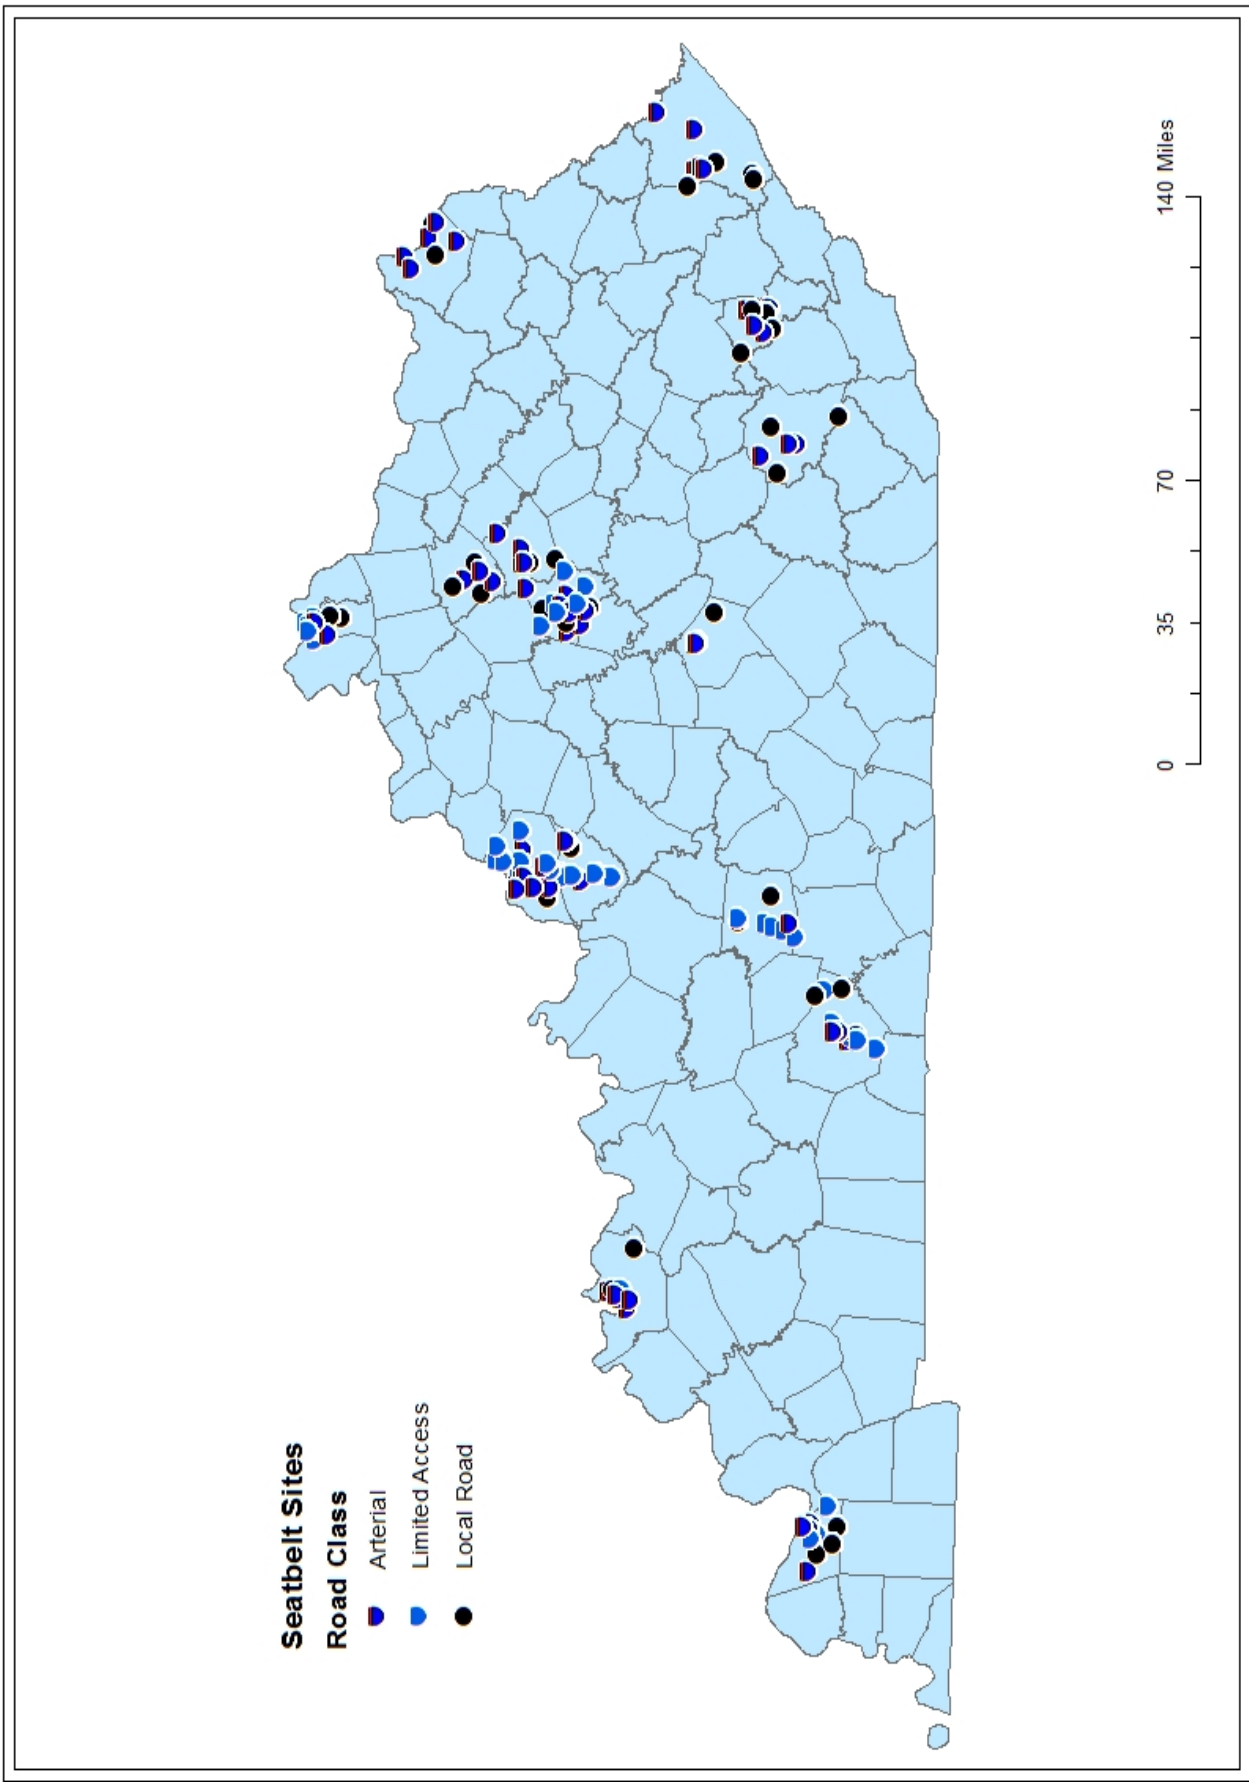 Seatbelt Sites
Road Class
Arterial
Limited Access
Local Road
0 35 70 140 Miles